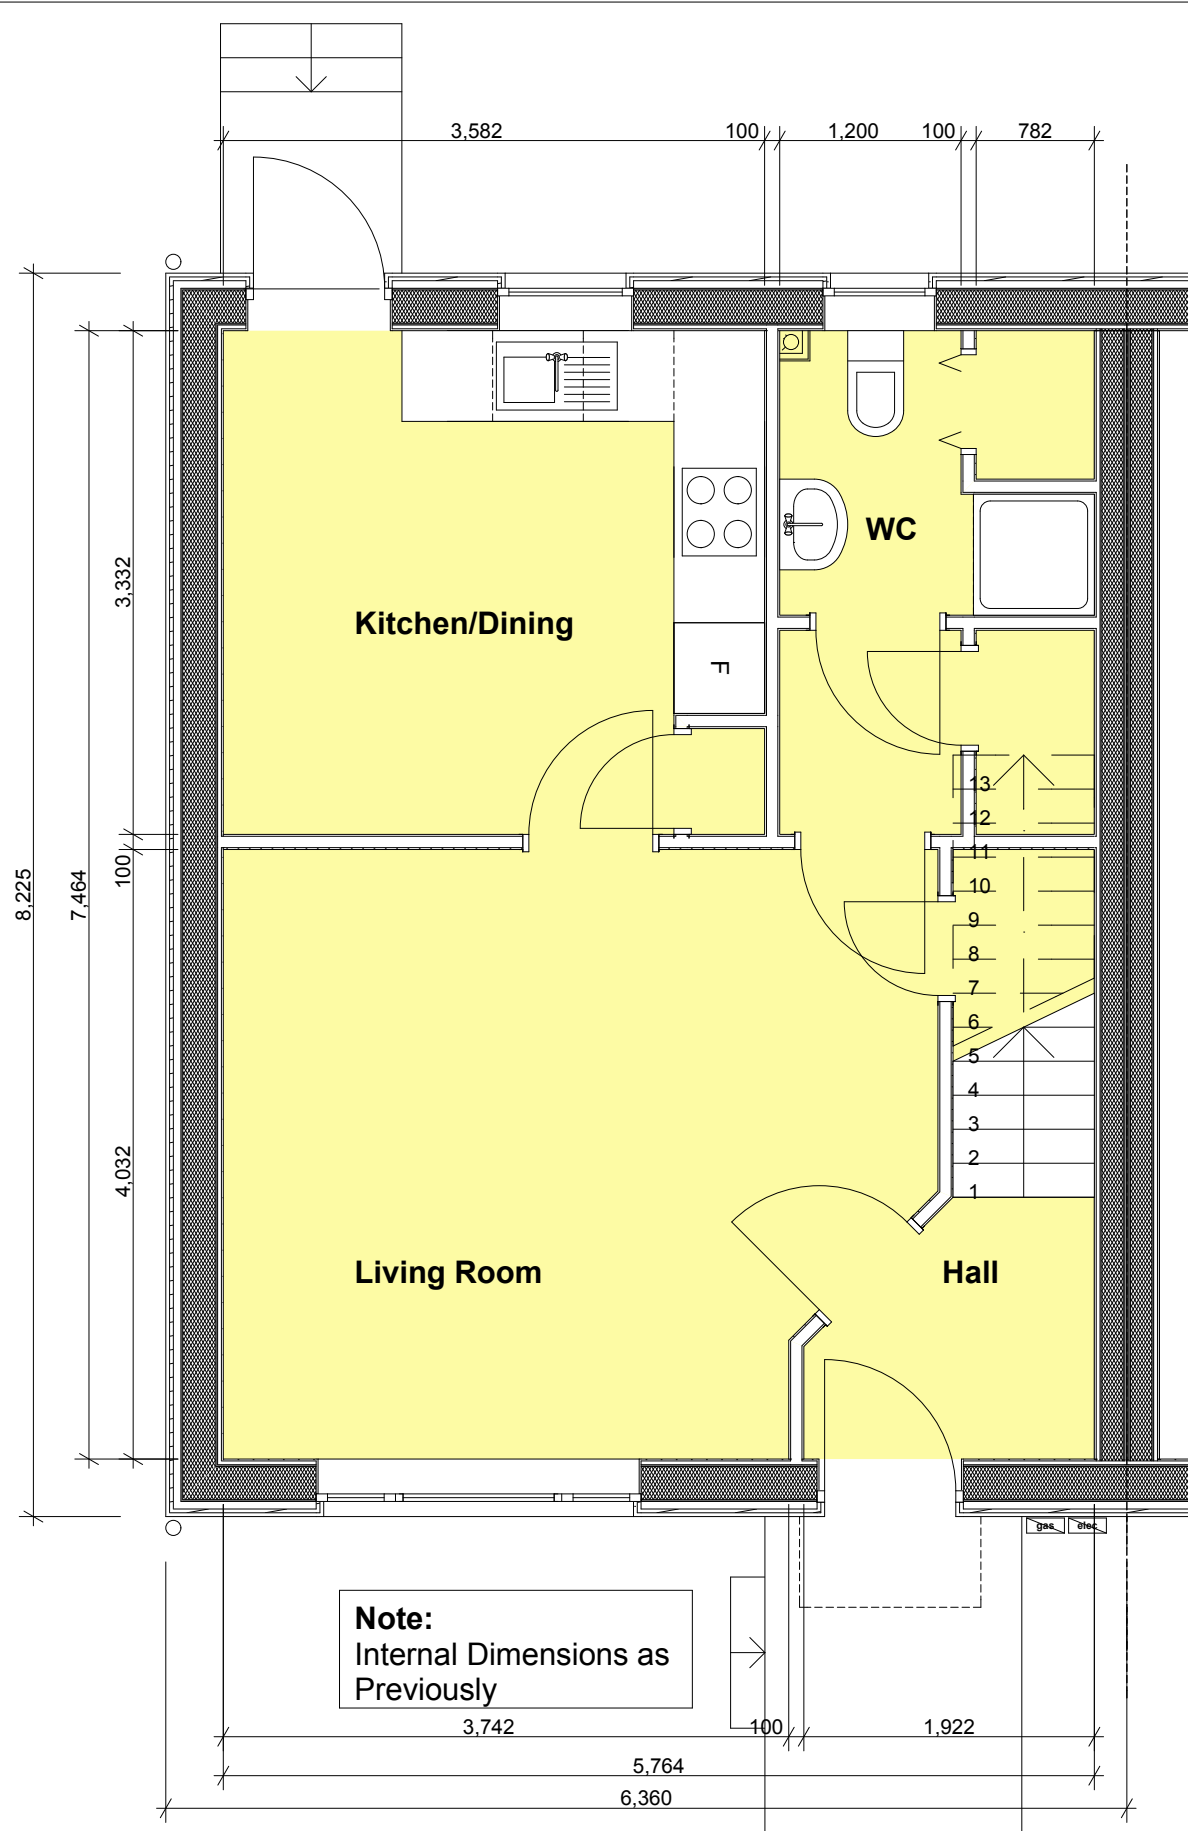 3,582
100
1,200
100
782
3,332
100
7,464
8,225
4,032
WC
Kitchen/Dining
F
13
12
11
10
9
8
7
6
5
4
3
2
1
Living Room
Hall
gas
elec
Note:
Internal Dimensions as
Previously
3,742
100
1,922
5,764
6,360